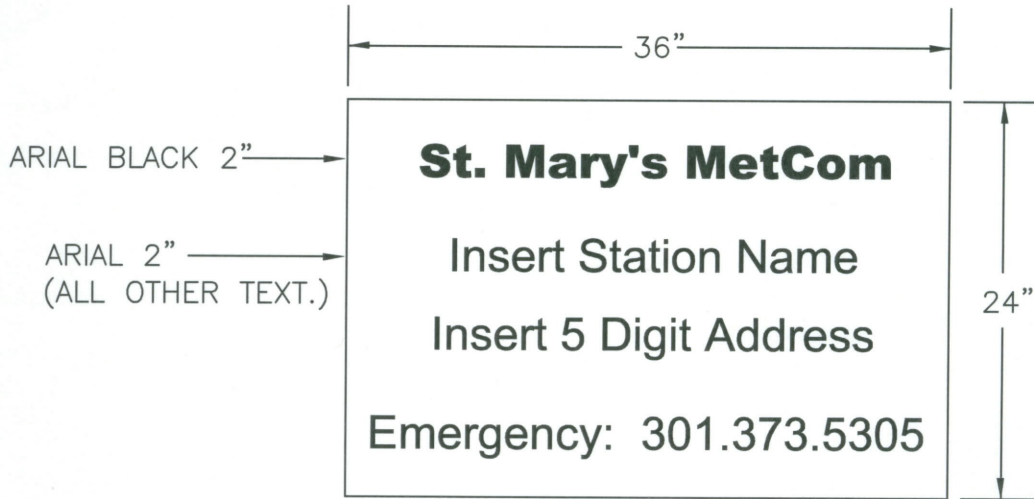 36"
ARIAL BLACK 2"
St. Mary's MetCom
ARIAL 2"
(ALL OTHER TEXT.)
Insert Station Name
24"
Insert 5 Digit Address
Emergency: 301.373.5305